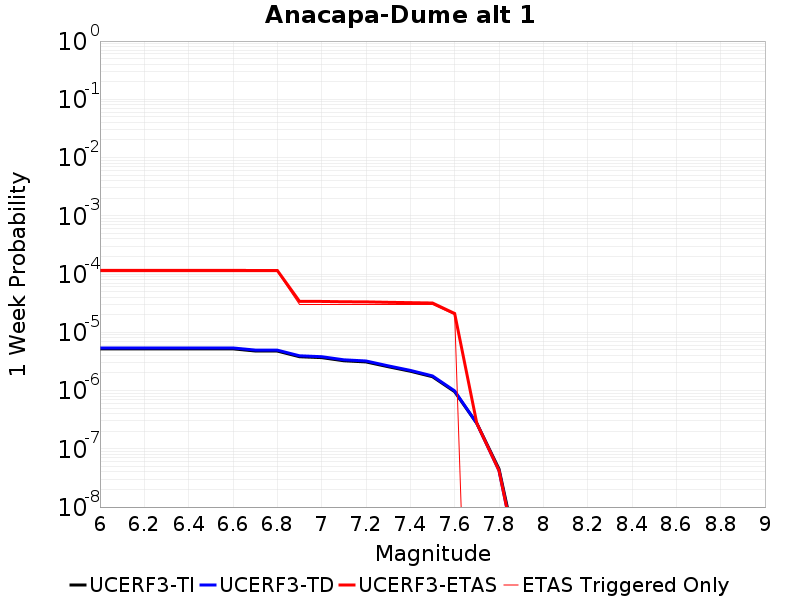 Anacapa-Dume alt 1
1 Week Probability
10^0
10^-1
10^-2
10^-3
10^-4
10^-5
10^-6
10^-7
10^-8
6 6.2 6.4 6.6 6.8 7 7.2 7.4 7.6 7.8 8 8.2 8.4 8.6 8.8 9
Magnitude
UCERF3-TI UCERF3-TD UCERF3-ETAS ETAS Triggered Only